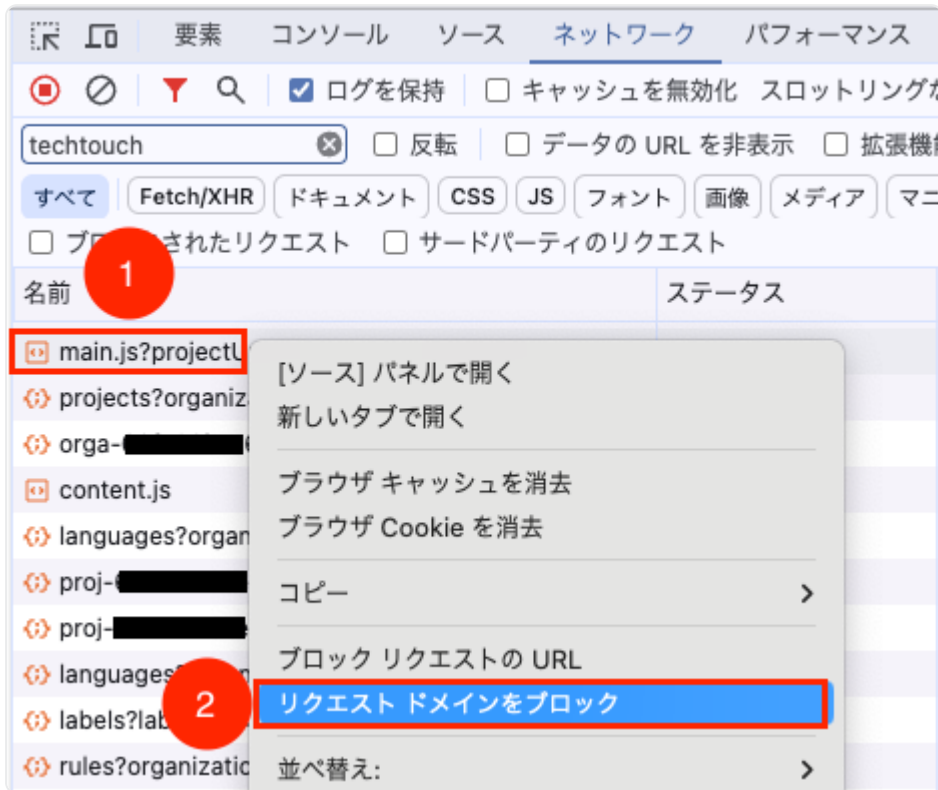 要素 コンソール ソース ネットワーク パフォーマンス
ログを保持 キャッシュを無効化 スロットリング
techtouch 反転 データの URL を非表示 拡張機能
すべて Fetch/XHR ドキュメント CSS JS フォント 画像 メディア マニ
ブロックされたリクエスト サードパーティのリクエスト
1
名前 ステータス
main.js?projectU
[ソース] パネルで開く
projects?organiz
新しいタブで開く
orga-
content.js
ブラウザ キャッシュを消去
languages?organ
ブラウザ Cookie を消去
proj-
コピー
proj-
ブロック リクエストの URL
languages?
2
リクエスト ドメインをブロック
labels?lab
rules?organizatio
並べ替え: